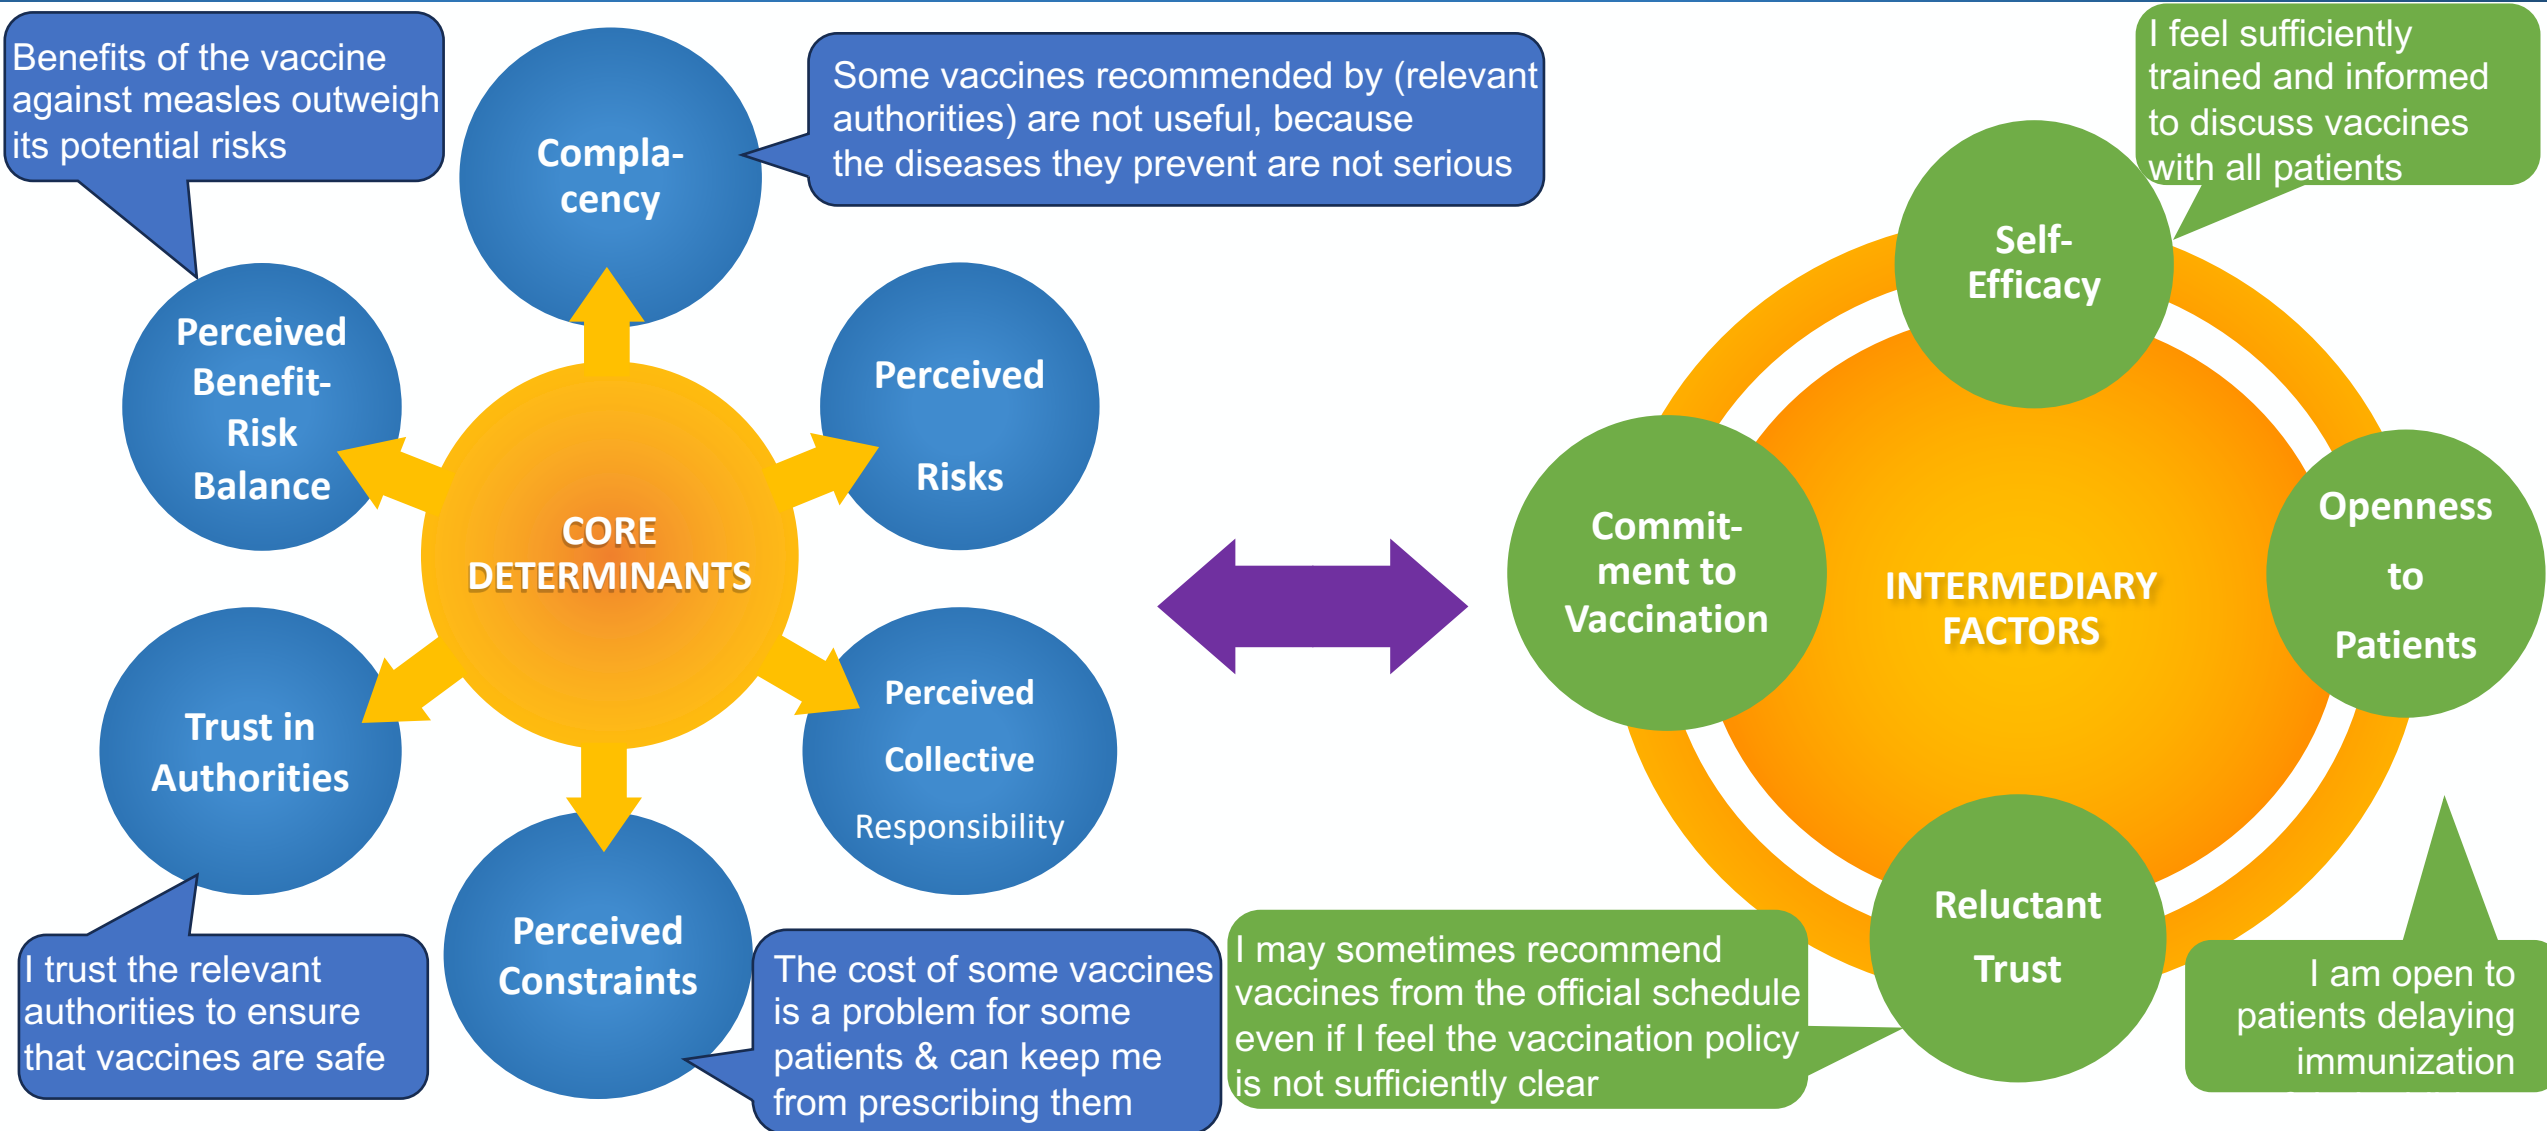 Benefits of the vaccine
against measles outweigh
its potential risks
Compla-
cency
Some vaccines recommended by (relevant
authorities) are not useful, because
the diseases they prevent are not serious
Perceived
Benefit-
Risk
Balance
Perceived
Risks
CORE
DETERMINANTS
Trust in
Authorities
Perceived
Collective
Responsibility
Perceived
Constraints
I trust the relevant
authorities to ensure
that vaccines are safe
The cost of some vaccines
is a problem for some
patients & can keep me
from prescribing them
I feel sufficiently
trained and informed
to discuss vaccines
with all patients
Self-
Efficacy
Commit-
ment to
Vaccination
INTERMEDIARY
FACTORS
Openness
to
Patients
Reluctant
Trust
I may sometimes recommend
vaccines from the official schedule
even if I feel the vaccination policy
is not sufficiently clear
I am open to
patients delaying
immunization